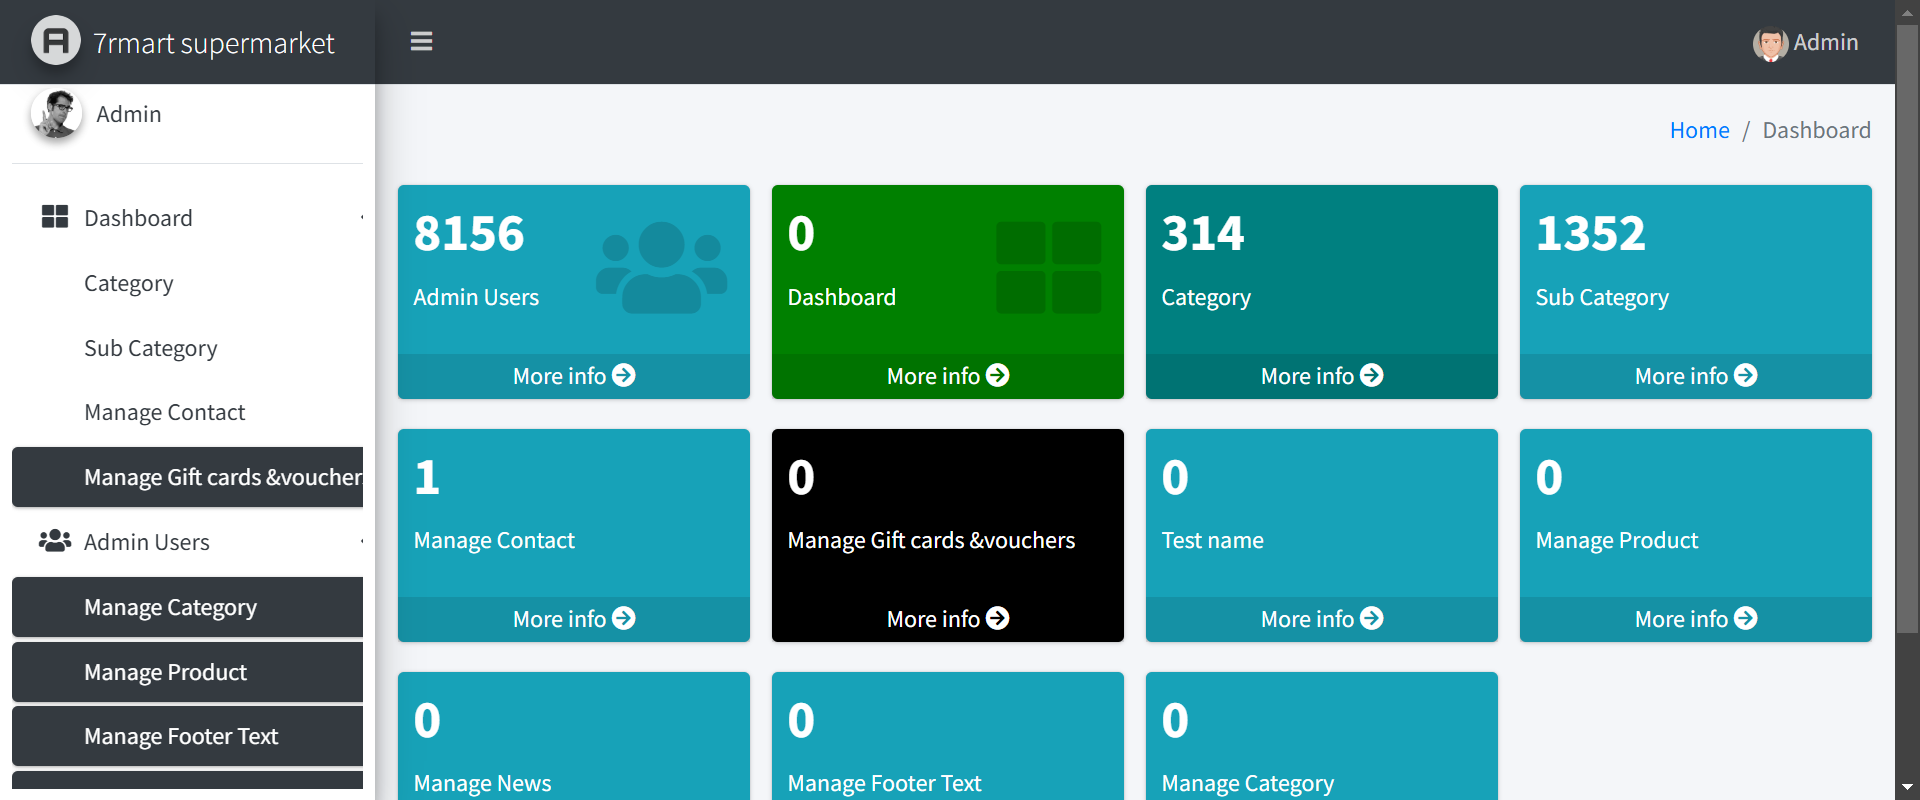 7rmart supermarket
Admin
Admin
Home / Dashboard
Dashboard
Category
Sub Category
Manage Contact
Manage Gift cards &voucher
Admin Users
Manage Category
Manage Product
Manage Footer Text
8156
Admin Users
More info
0
Dashboard
More info
314
Category
More info
1352
Sub Category
More info
1
Manage Contact
More info
0
Manage Gift cards &vouchers
More info
0
Test name
More info
0
Manage Product
More info
0
Manage News
0
Manage Footer Text
0
Manage Category